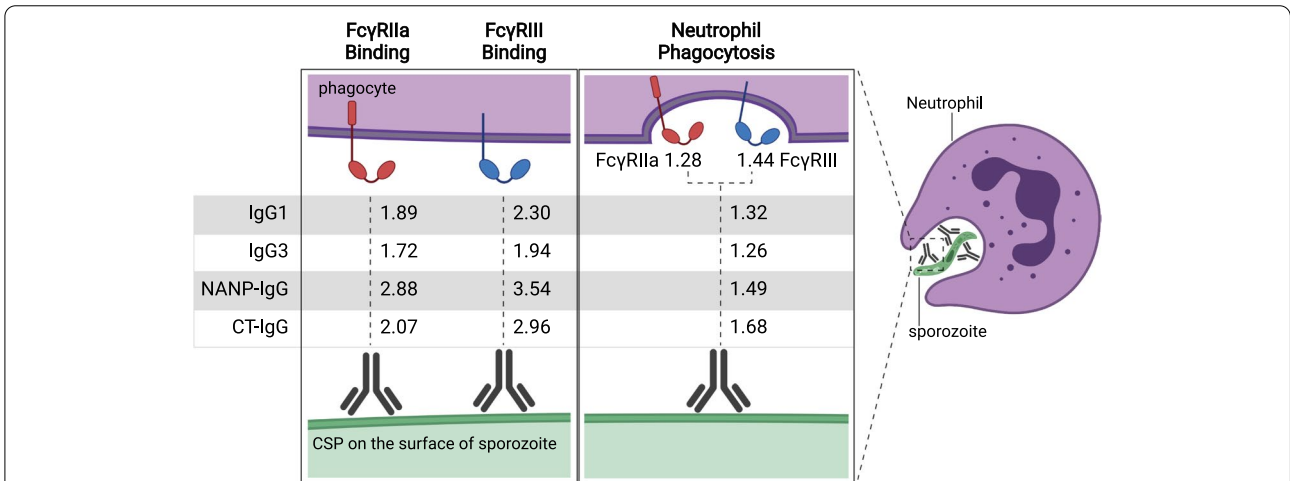 FcγRIIa
Binding
FcγRIII
Binding
Neutrophil
Phagocytosis
phagocyte
Neutrophil
FcγRIIa 1.28
1.44 FcγRIII
IgG1 1.89 2.30 1.32
IgG3 1.72 1.94 1.26
NANP-IgG 2.88 3.54 1.49
CT-IgG 2.07 2.96 1.68
sporozoite
CSP on the surface of sporozoite